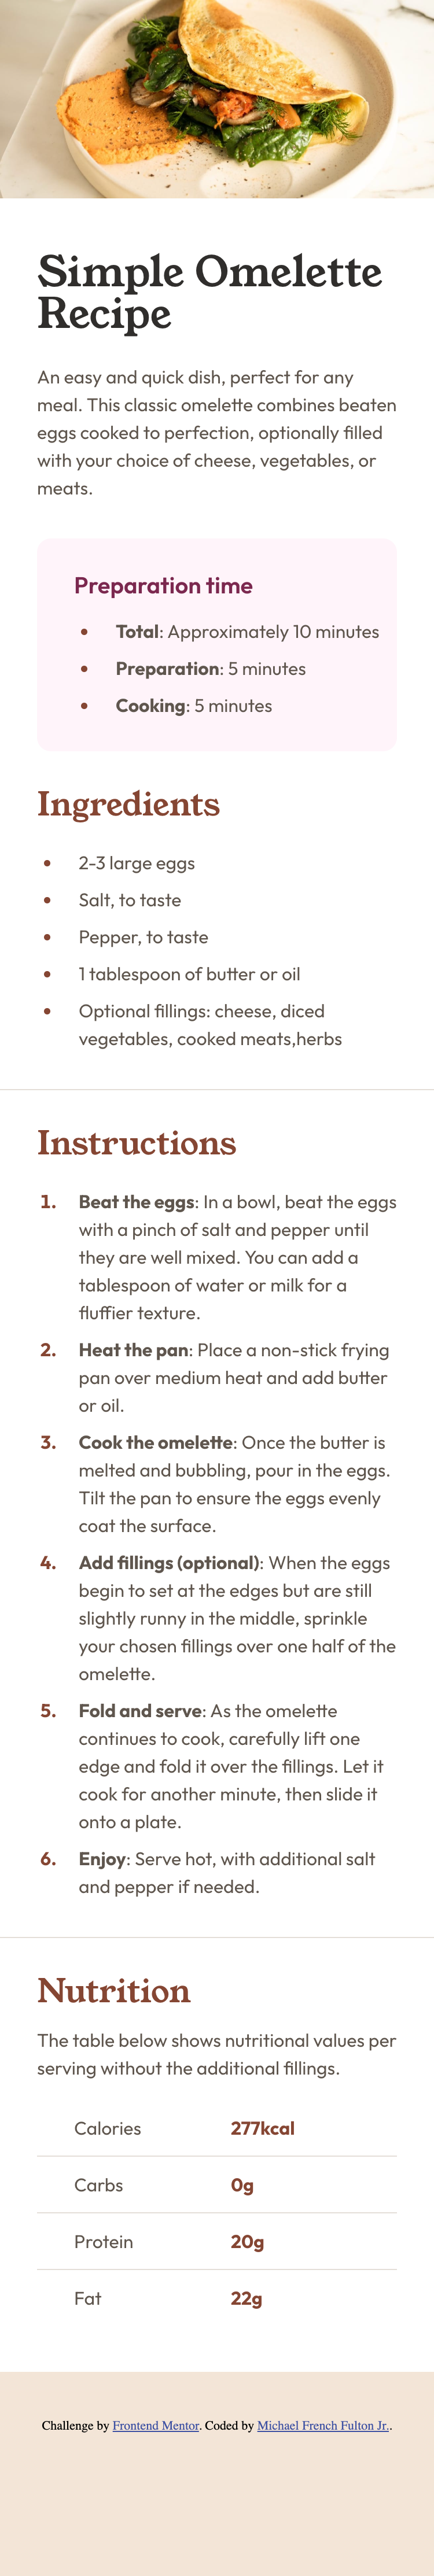 Simple Omelette
Recipe
An easy and quick dish, perfect for any
meal. This classic omelette combines beaten
eggs cooked to perfection, optionally filled
with your choice of cheese, vegetables, or
meats.
Preparation time
• Total: Approximately 10 minutes
• Preparation: 5 minutes
• Cooking: 5 minutes
Ingredients
• 2-3 large eggs
• Salt, to taste
• Pepper, to taste
• 1 tablespoon of butter or oil
• Optional fillings: cheese, diced
vegetables, cooked meats,herbs
Instructions
1. Beat the eggs: In a bowl, beat the eggs
with a pinch of salt and pepper until
they are well mixed. You can add a
tablespoon of water or milk for a
fluffier texture.
2. Heat the pan: Place a non-stick frying
pan over medium heat and add butter
or oil.
3. Cook the omelette: Once the butter is
melted and bubbling, pour in the eggs.
Tilt the pan to ensure the eggs evenly
coat the surface.
4. Add fillings (optional): When the eggs
begin to set at the edges but are still
slightly runny in the middle, sprinkle
your chosen fillings over one half of the
omelette.
5. Fold and serve: As the omelette
continues to cook, carefully lift one
edge and fold it over the fillings. Let it
cook for another minute, then slide it
onto a plate.
6. Enjoy: Serve hot, with additional salt
and pepper if needed.
Nutrition
The table below shows nutritional values per
serving without the additional fillings.
Calories 277kcal
Carbs 0g
Protein 20g
Fat 22g
Challenge by Frontend Mentor. Coded by Michael French Fulton Jr..